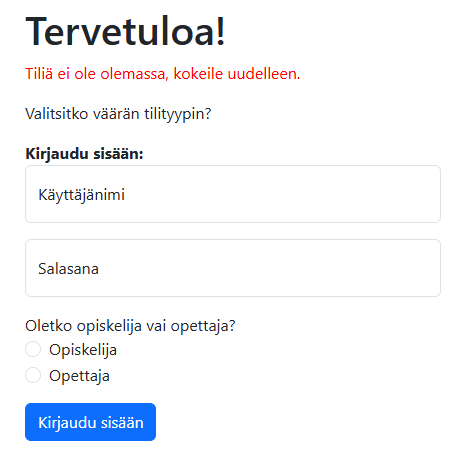 Tervetuloa!
Tiliä ei ole olemassa, kokeile uudelleen.
Valitsitko väärän tilityypin?
Kirjaudu sisään:
Käyttäjänimi
Salasana
Oletko opiskelija vai opettaja?
Opiskelija
Opettaja
Kirjaudu sisään